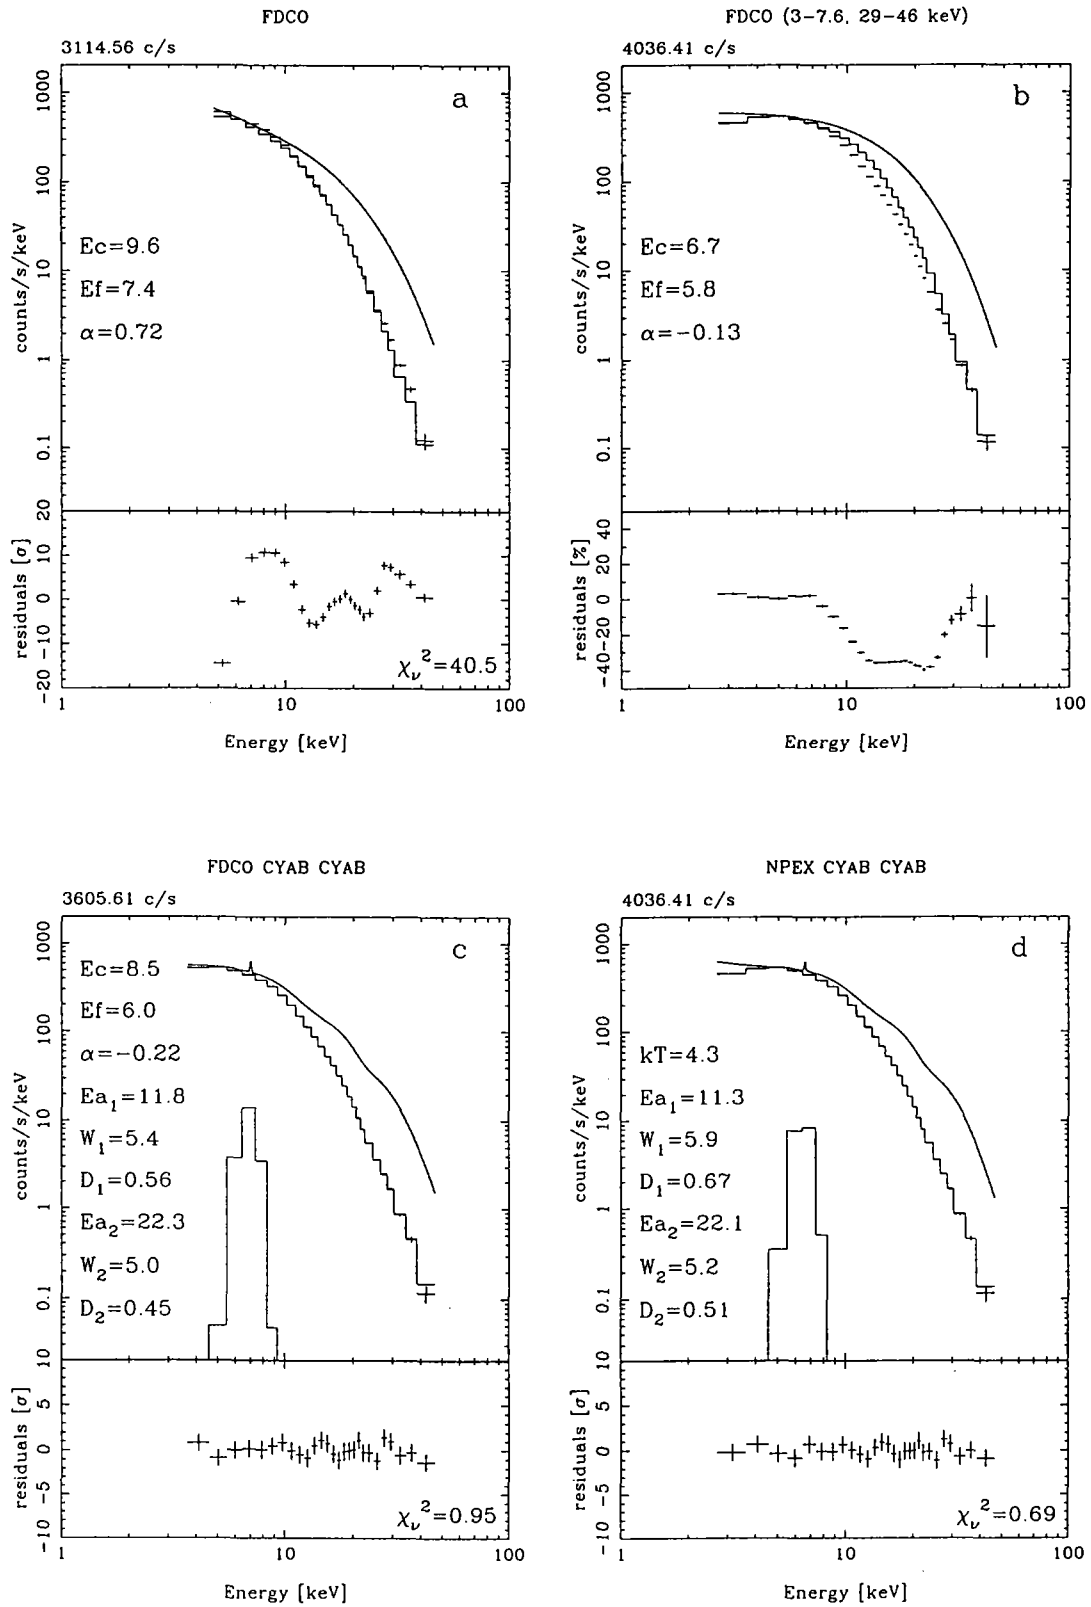 FDCO
3114.56 c/s
a
1000
100
10
1
0.1
counts/s/keV
Ec=9.6
Ef=7.4
α=0.72
20
10
0
−10
−20
residuals [σ]
χν²=40.5
1 10 100
Energy [keV]
FDCO (3−7.6, 29−46 keV)
4036.41 c/s
b
1000
100
10
1
0.1
counts/s/keV
Ec=6.7
Ef=5.8
α=−0.13
40
20
0
−20
−40
residuals [%]
1 10 100
Energy [keV]
FDCO CYAB CYAB
3605.61 c/s
c
1000
100
10
1
0.1
counts/s/keV
Ec=8.5
Ef=6.0
α=−0.22
Ea₁=11.8
W₁=5.4
D₁=0.56
Ea₂=22.3
W₂=5.0
D₂=0.45
10
5
0
−5
−10
residuals [σ]
χν²=0.95
1 10 100
Energy [keV]
NPEX CYAB CYAB
4036.41 c/s
d
1000
100
10
1
0.1
counts/s/keV
kT=4.3
Ea₁=11.3
W₁=5.9
D₁=0.67
Ea₂=22.1
W₂=5.2
D₂=0.51
10
5
0
−5
−10
residuals [σ]
χν²=0.69
1 10 100
Energy [keV]